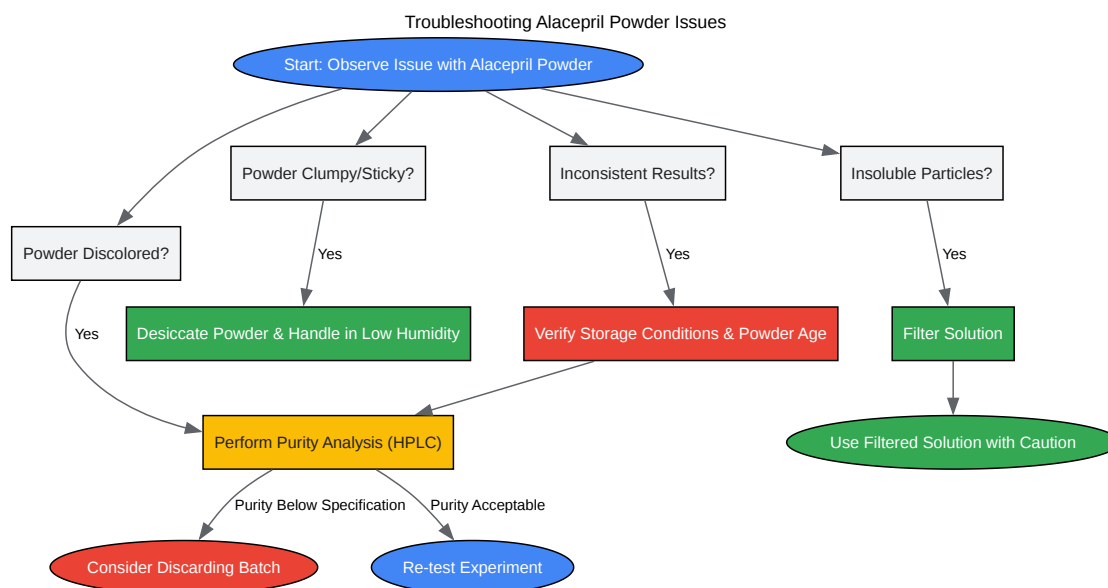 Troubleshooting Alacepril Powder Issues
Start: Observe Issue with Alacepril Powder
Powder Clumpy/Sticky?
Inconsistent Results?
Insoluble Particles?
Powder Discolored?
Yes
Yes
Yes
Desiccate Powder & Handle in Low Humidity
Verify Storage Conditions & Powder Age
Filter Solution
Yes
Perform Purity Analysis (HPLC)
Use Filtered Solution with Caution
Purity Below Specification
Purity Acceptable
Consider Discarding Batch
Re-test Experiment